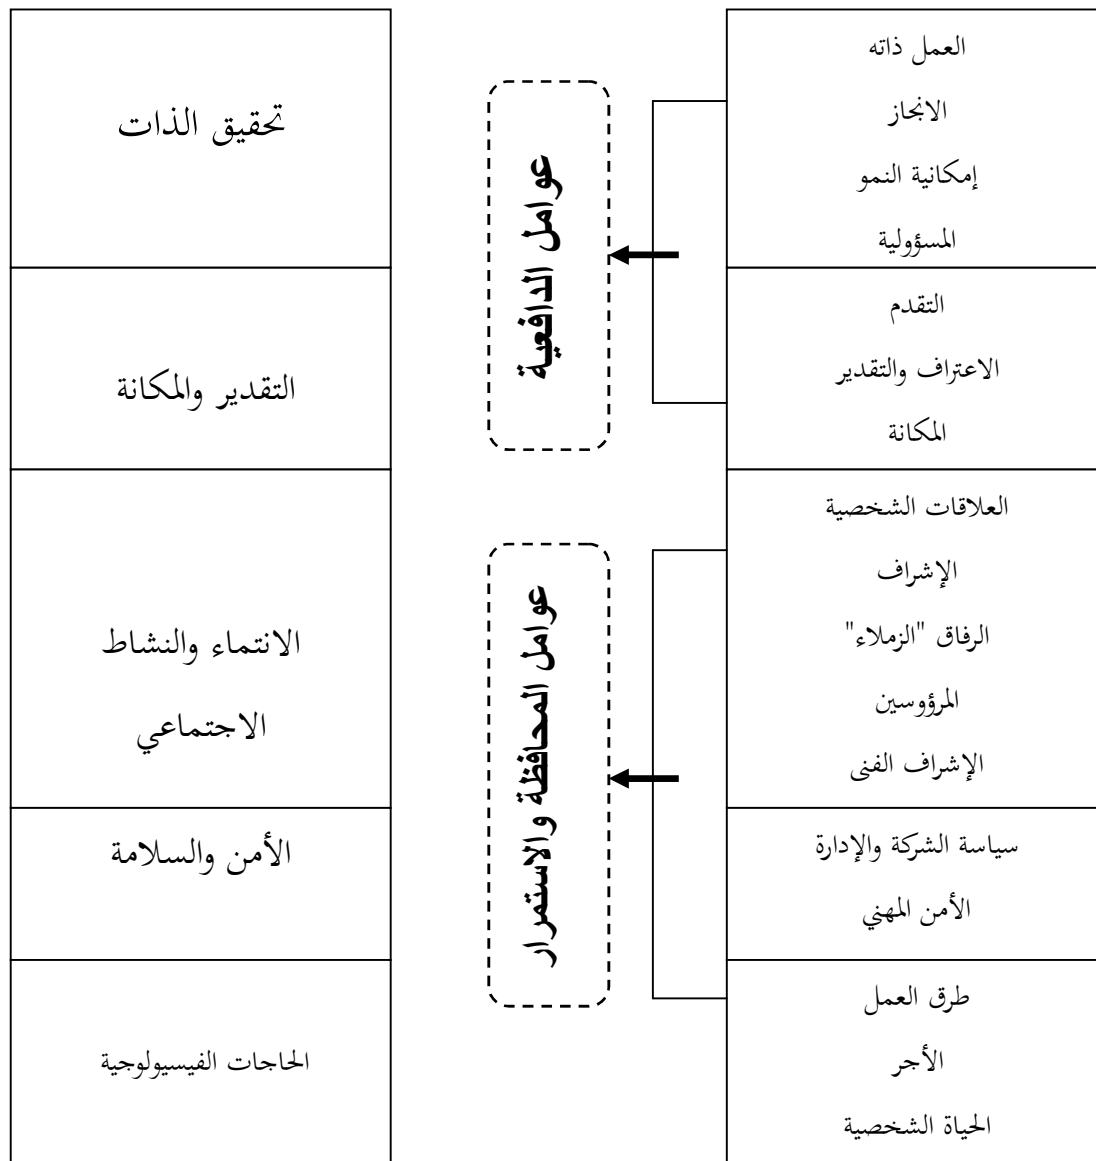 العمل ذاته
الانجاز
إمكانية النمو
المسؤولية
التقدم
الاعتراف والتقدير
المكانة
العلاقات الشخصية
الإشراف
الرفاق "الزملاء"
المرؤوسين
الإشراف الفنى
سياسة الشركة والإدارة
الأمن المهني
طرق العمل
الأجر
الحياة الشخصية
عوامل الدافعية
عوامل المحافظة والاستمرار
تحقيق الذات
التقدير والمكانة
الانتماء والنشاط
الاجتماعي
الأمن والسلامة
الحاجات الفيسيولوجية